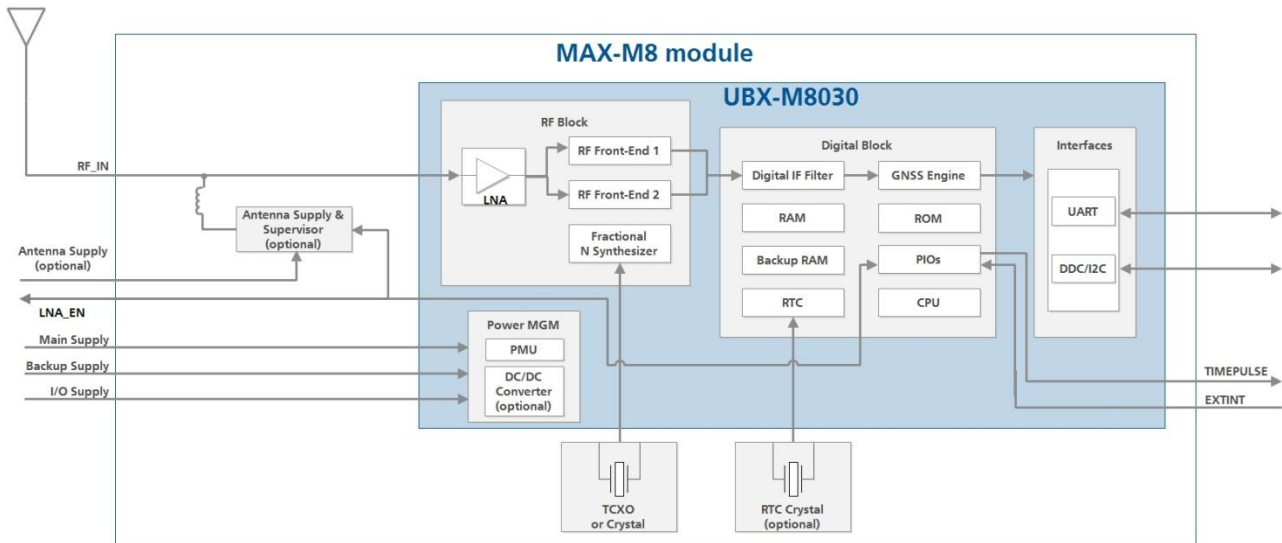 MAX-M8 module
UBX-M8030
RF Block
RF Front-End 1
RF Front-End 2
LNA
Fractional
N Synthesizer
Digital Block
Digital IF Filter
GNSS Engine
RAM
ROM
Backup RAM
PIOs
RTC
CPU
Interfaces
UART
DDC/I2C
RF_IN
Antenna Supply &
Supervisor
(optional)
Antenna Supply
(optional)
LNA_EN
Main Supply
Backup Supply
I/O Supply
Power MGM
PMU
DC/DC
Converter
(optional)
TIMEPULSE
EXTINT
TCXO
or Crystal
RTC Crystal
(optional)